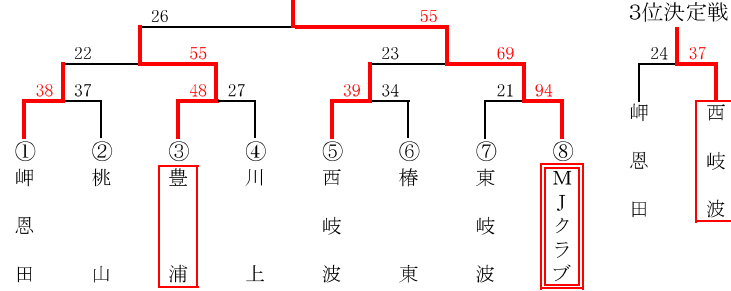 26 55 3位決定戦
22 55 23 69 24 37
38 37 48 27 39 34 21 94
① ② ③ ④ ⑤ ⑥ ⑦ ⑧
岬恩田
桃山
豊浦
川上
西岐波
椿東
東岐波
MJクラブ
岬恩田
西岐波